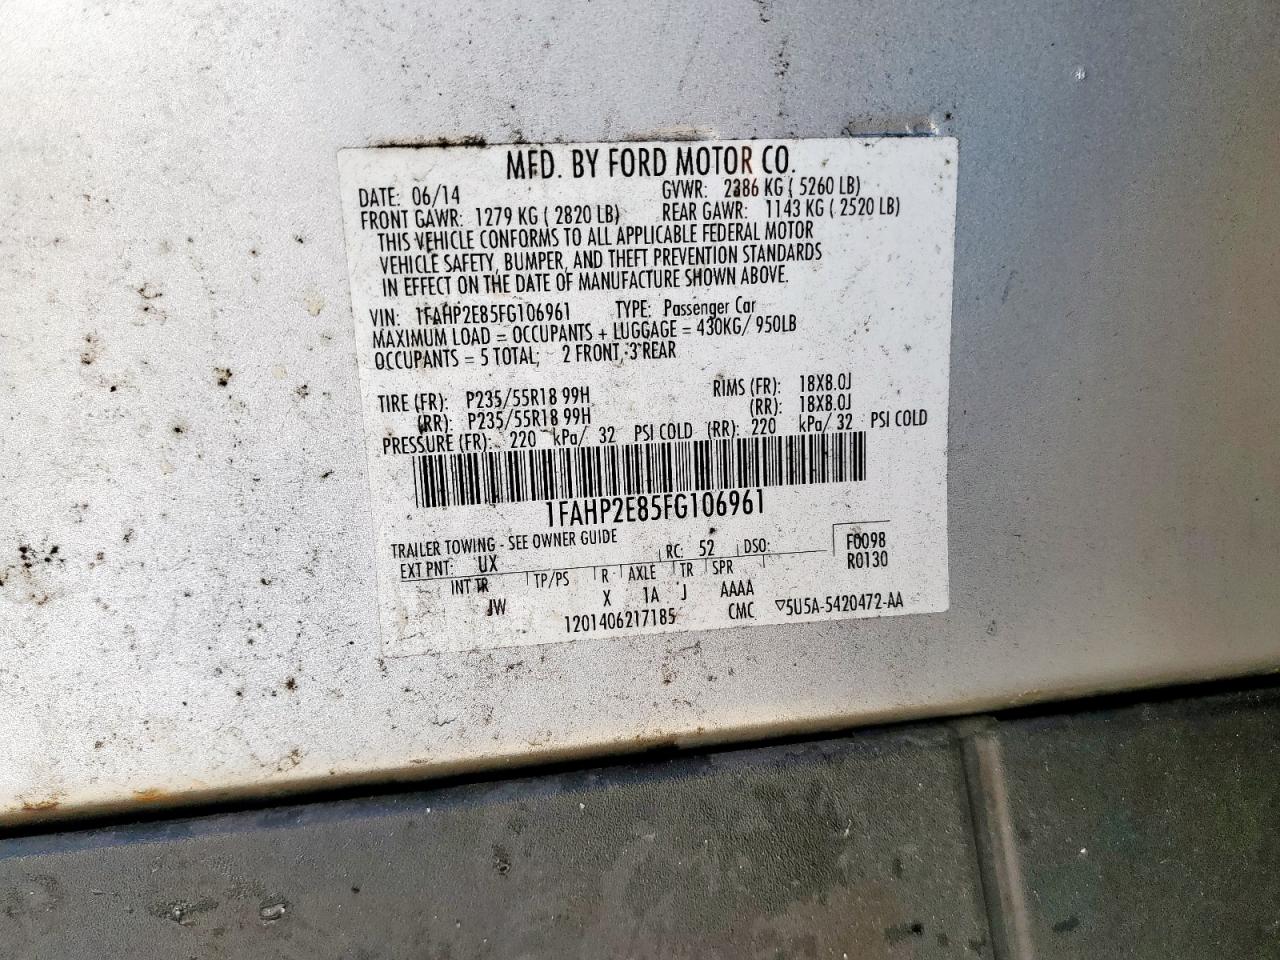 MFD. BY FORD MOTOR CO.
DATE: 06/14 GVWR: 2386 KG ( 5260 LB)
FRONT GAWR: 1279 KG ( 2820 LB) REAR GAWR: 1143 KG ( 2520 LB)
THIS VEHICLE CONFORMS TO ALL APPLICABLE FEDERAL MOTOR
VEHICLE SAFETY, BUMPER, AND THEFT PREVENTION STANDARDS
IN EFFECT ON THE DATE OF MANUFACTURE SHOWN ABOVE.
VIN: 1FAHP2E85FG106961 TYPE: Passenger Car
MAXIMUM LOAD = OCCUPANTS + LUGGAGE = 430KG/ 950LB
OCCUPANTS = 5 TOTAL; 2 FRONT, 3 REAR
TIRE (FR): P235/55R18 99H RIMS (FR): 18X8.0J
(RR): P235/55R18 99H (RR): 18X8.0J
PRESSURE (FR): 220 kPa/ 32 PSI COLD (RR): 220 kPa/ 32 PSI COLD
1FAHP2E85FG106961
TRAILER TOWING - SEE OWNER GUIDE
EXT PNT: UX RC: 52 DSO: F0098
INT TR TP/PS R AXLE TR SPR R0130
JW X 1A J AAAA
1201406217185 CMC ▽5U5A-5420472-AA